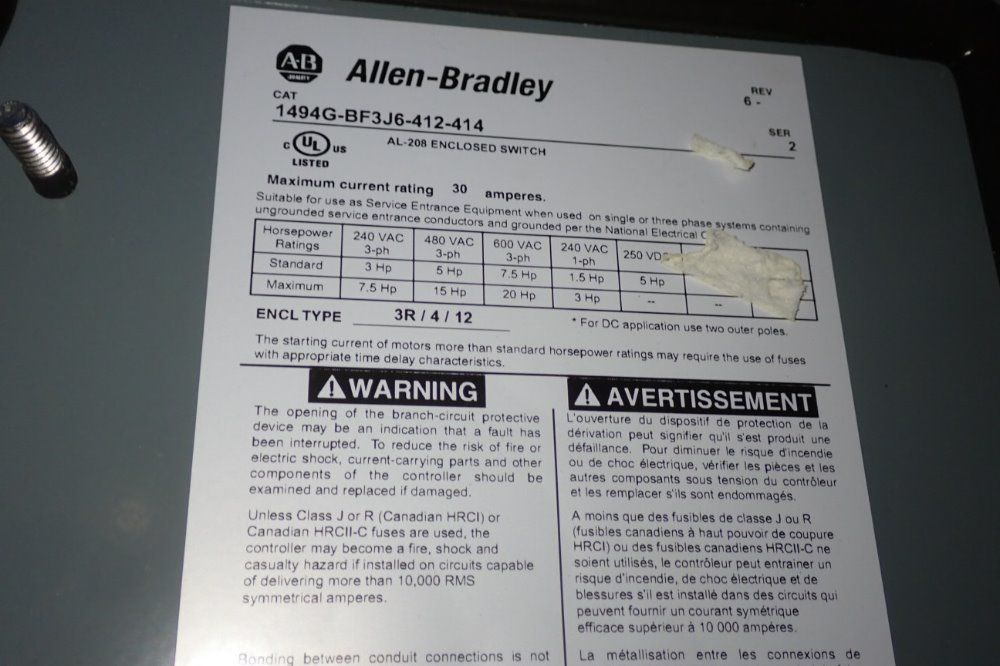 A-B
QUALITY
Allen-Bradley
REV
6 -
CAT
1494G-BF3J6-412-414
SER
2
C UL US
LISTED
AL-208 ENCLOSED SWITCH
Maximum current rating 30 amperes.
Suitable for use as Service Entrance Equipment when used on single or three phase systems containing
ungrounded service entrance conductors and grounded per the National Electrical
Horsepower Ratings 240 VAC 3-ph 480 VAC 3-ph 600 VAC 3-ph 240 VAC 1-ph 250 VD
Standard 3 Hp 5 Hp 7.5 Hp 1.5 Hp 5 Hp
Maximum 7.5 Hp 15 Hp 20 Hp 3 Hp -- --
ENCL TYPE 3R / 4 / 12
* For DC application use two outer poles.
The starting current of motors more than standard horsepower ratings may require the use of fuses
with appropriate time delay characteristics.
WARNING
The opening of the branch-circuit protective
device may be an indication that a fault has
been interrupted. To reduce the risk of fire or
electric shock, current-carrying parts and other
components of the controller should be
examined and replaced if damaged.
Unless Class J or R (Canadian HRCI) or
Canadian HRCII-C fuses are used, the
controller may become a fire, shock and
casualty hazard if installed on circuits capable
of delivering more than 10,000 RMS
symmetrical amperes.
Bonding between conduit connections is not
AVERTISSEMENT
L'ouverture du dispositif de protection de la
dérivation peut signifier qu'il s'est produit une
défaillance. Pour diminuer le risque d'incendie
ou de choc électrique, vérifier les pièces et les
autres composants sous tension du contrôleur
et les remplacer s'ils sont endommagés.
A moins que des fusibles de classe J ou R
(fusibles canadiens à haut pouvoir de coupure
HRCI) ou des fusibles canadiens HRCII-C ne
soient utilisés, le contrôleur peut entrainer un
risque d'incendie, de choc électrique et de
blessures s'il est installé dans des circuits qui
peuvent fournir un courant symétrique
efficace supérieur à 10 000 ampéres.
La métallisation entre les connexions de